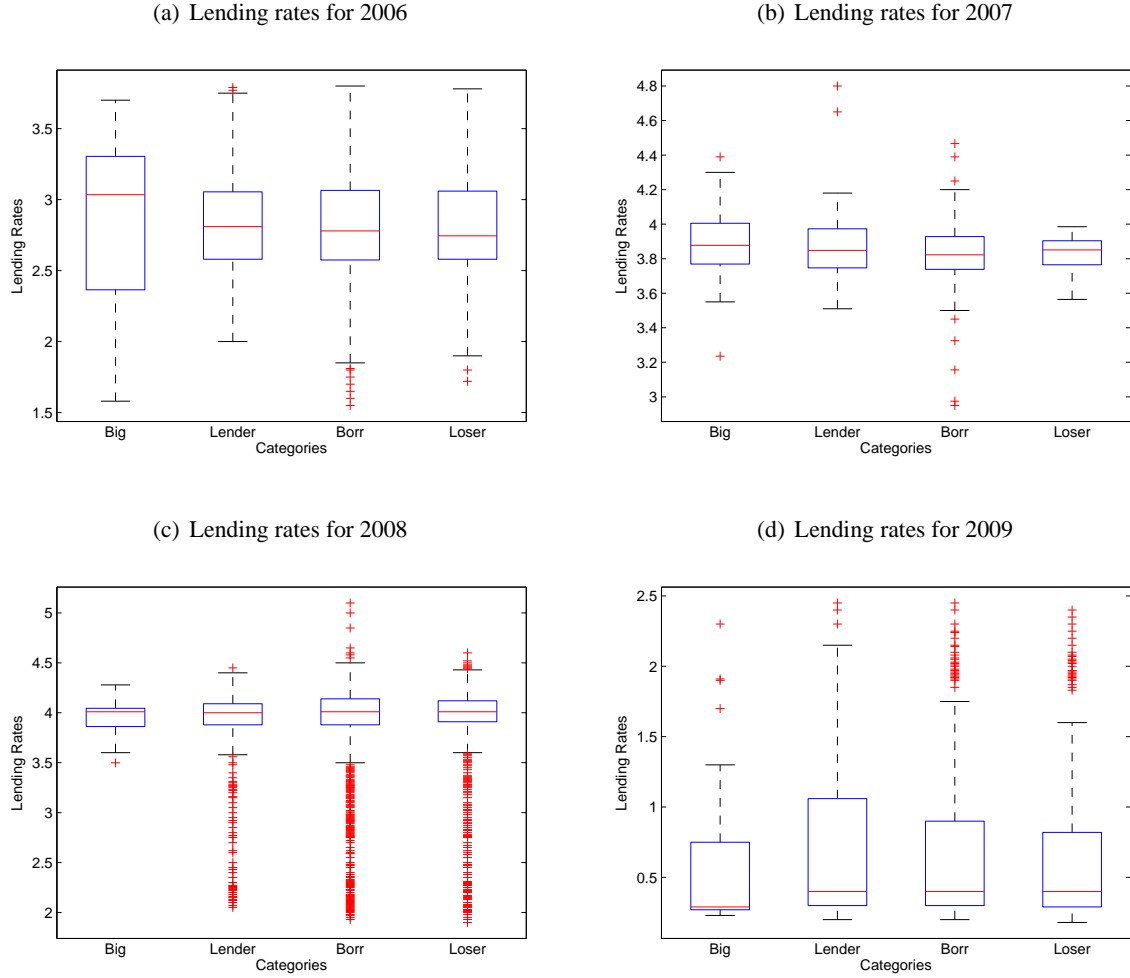 (a) Lending rates for 2006
3.5
3
2.5
2
1.5
Lending Rates
Big Lender Borr Loser
Categories
(b) Lending rates for 2007
4.8
4.6
4.4
4.2
4
3.8
3.6
3.4
3.2
3
Lending Rates
Big Lender Borr Loser
Categories
(c) Lending rates for 2008
5
4.5
4
3.5
3
2.5
2
Lending Rates
Big Lender Borr Loser
Categories
(d) Lending rates for 2009
2.5
2
1.5
1
0.5
Lending Rates
Big Lender Borr Loser
Categories